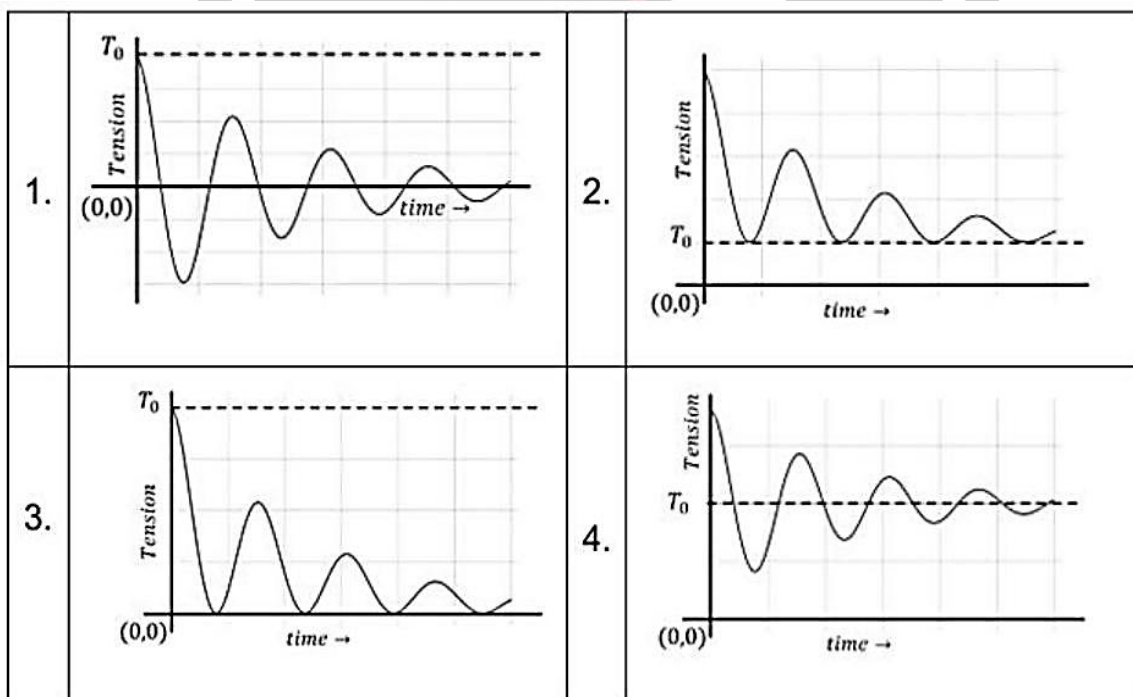 1.
T₀
Tension
(0,0)
time →
2.
Tension
T₀
(0,0)
time →
3.
T₀
Tension
(0,0)
time →
4.
Tension
T₀
(0,0)
time →